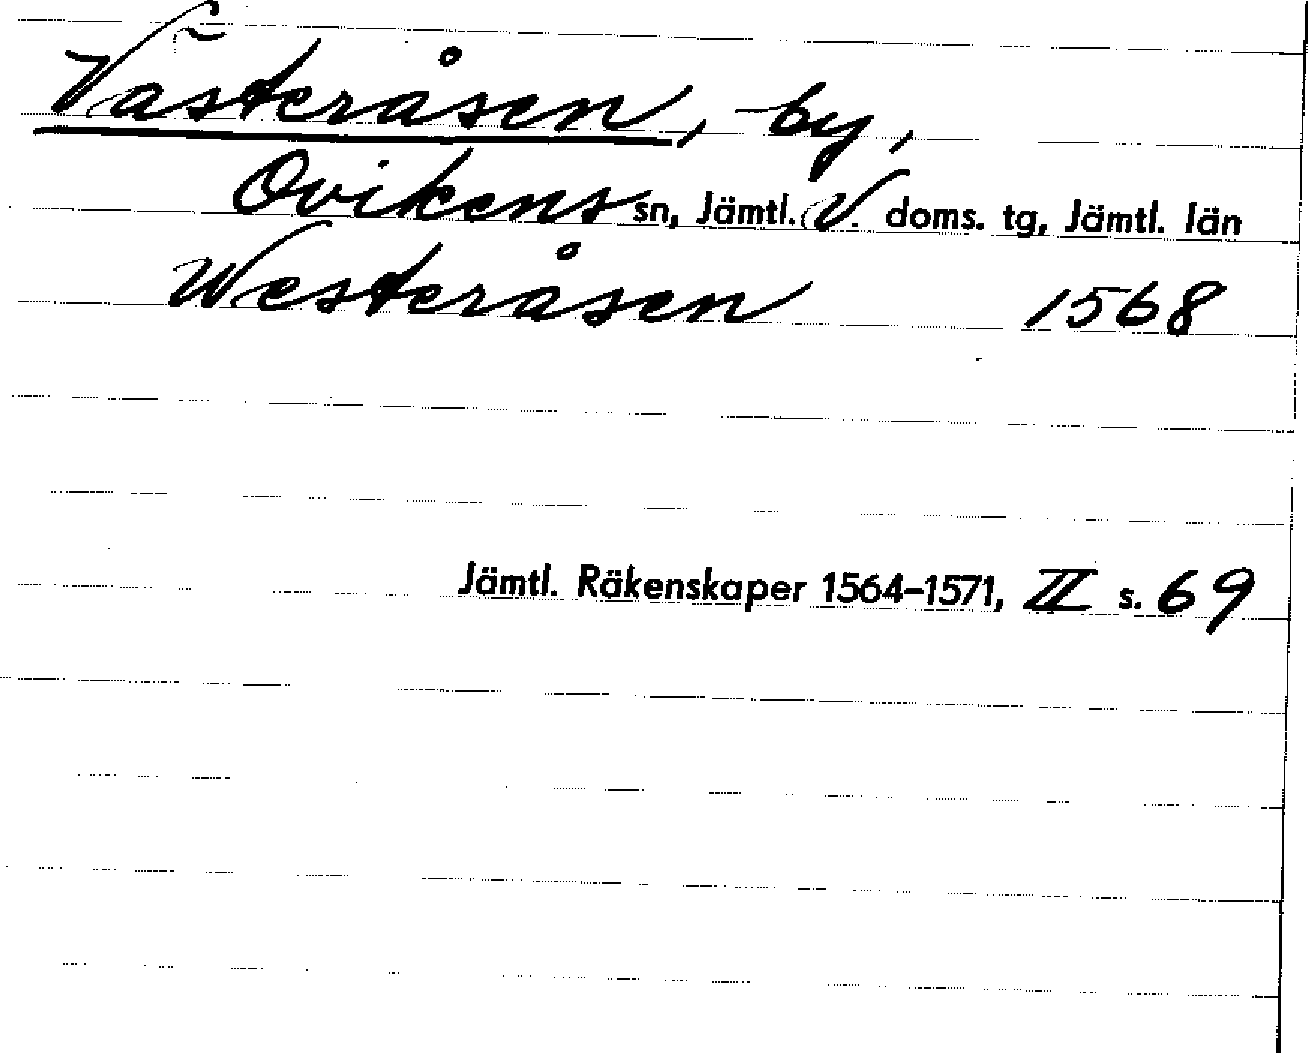 Västeråsen, by,
Ovikens sn, Jämtl. V. doms. tg, Jämtl. län
Westeråsen 1568
Jämtl. Räkenskaper 1564–1571, II s. 69